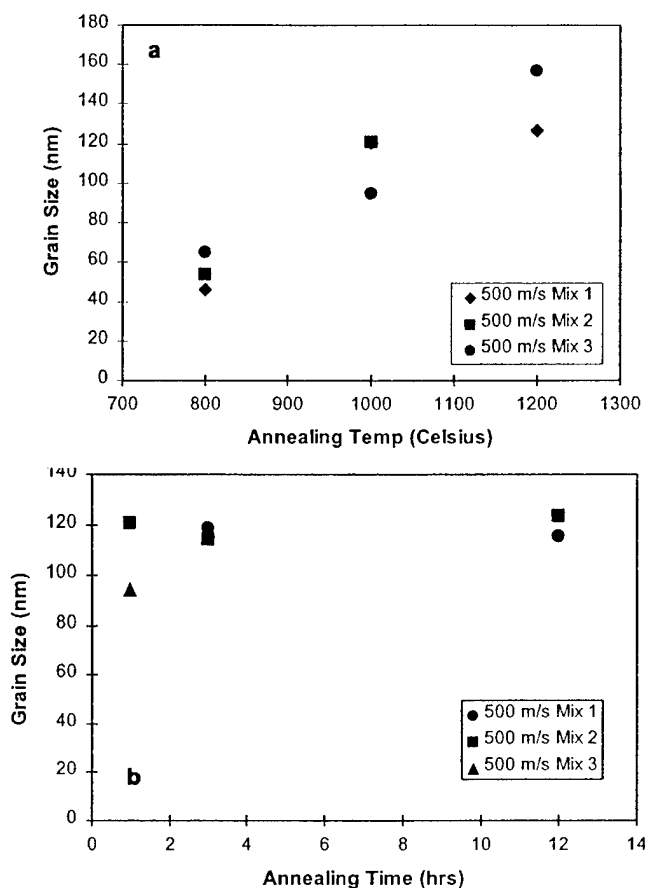 a
180
160
140
120
100
80
60
40
20
0
Grain Size (nm)
500 m/s Mix 1
500 m/s Mix 2
500 m/s Mix 3
700 800 900 1000 1100 1200 1300
Annealing Temp (Celsius)
140
120
100
80
60
40
20
0
Grain Size (nm)
500 m/s Mix 1
500 m/s Mix 2
500 m/s Mix 3
b
0 2 4 6 8 10 12 14
Annealing Time (hrs)